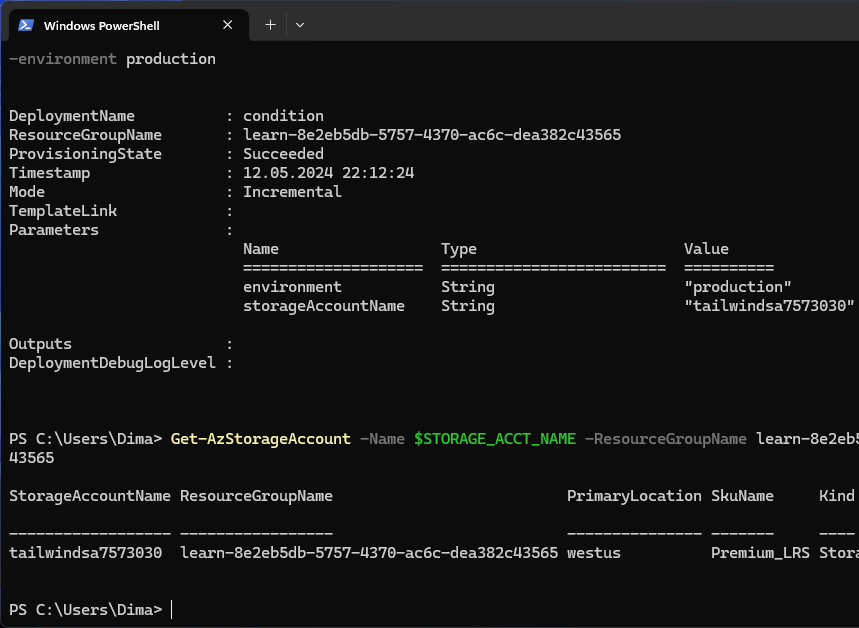 Windows PowerShell
-environment production
DeploymentName : condition
ResourceGroupName : learn-8e2eb5db-5757-4370-ac6c-dea382c43565
ProvisioningState : Succeeded
Timestamp : 12.05.2024 22:12:24
Mode : Incremental
TemplateLink :
Parameters :
Name Type Value
==================== ========================= ==========
environment String "production"
storageAccountName String "tailwindsa7573030"
Outputs :
DeploymentDebugLogLevel :
PS C:\Users\Dima> Get-AzStorageAccount -Name $STORAGE_ACCT_NAME -ResourceGroupName learn-8e2eb5
43565
StorageAccountName ResourceGroupName PrimaryLocation SkuName Kind
------------------ ----------------- --------------- ------- ----
tailwindsa7573030 learn-8e2eb5db-5757-4370-ac6c-dea382c43565 westus Premium_LRS Stora
PS C:\Users\Dima>